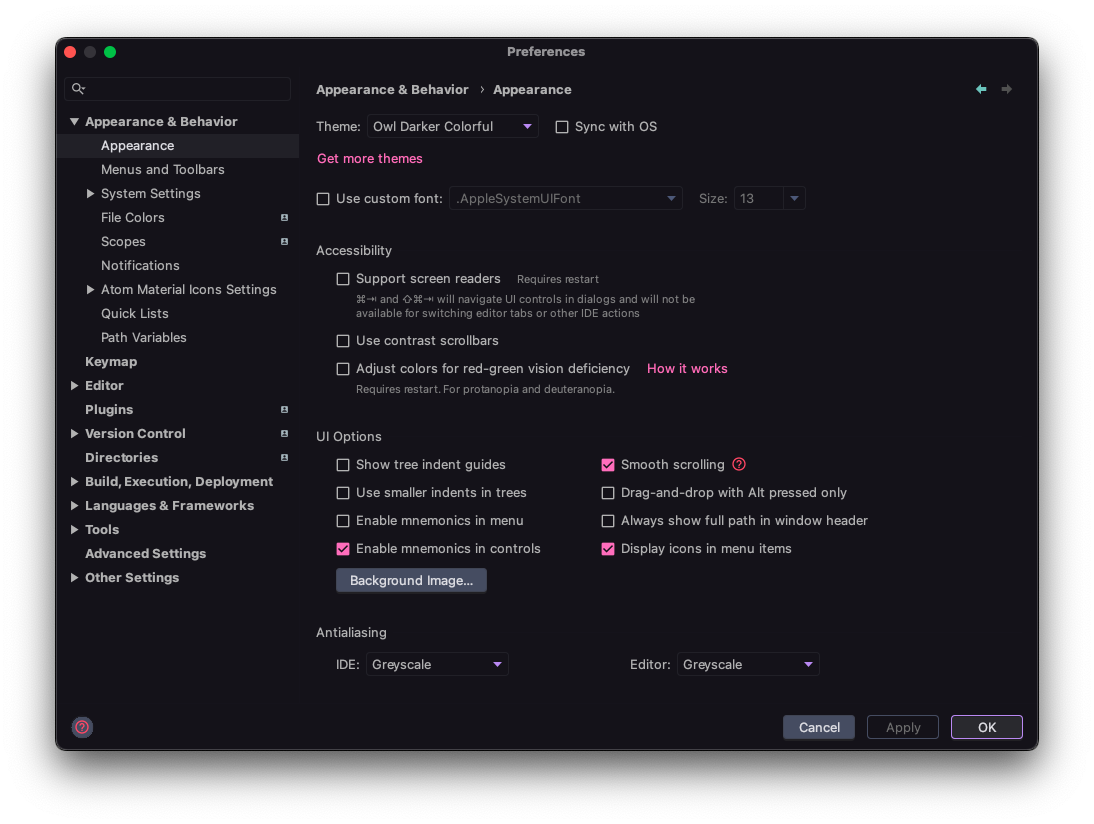 Preferences
Appearance & Behavior
Appearance
Menus and Toolbars
System Settings
File Colors
Scopes
Notifications
Atom Material Icons Settings
Quick Lists
Path Variables
Keymap
Editor
Plugins
Version Control
Directories
Build, Execution, Deployment
Languages & Frameworks
Tools
Advanced Settings
Other Settings
Appearance & Behavior › Appearance
Theme: Owl Darker Colorful Sync with OS
Get more themes
Use custom font: .AppleSystemUIFont Size: 13
Accessibility
Support screen readers Requires restart
⌘⇥ and ⇧⌘⇥ will navigate UI controls in dialogs and will not be
available for switching editor tabs or other IDE actions
Use contrast scrollbars
Adjust colors for red-green vision deficiency How it works
Requires restart. For protanopia and deuteranopia.
UI Options
Show tree indent guides Smooth scrolling ?
Use smaller indents in trees Drag-and-drop with Alt pressed only
Enable mnemonics in menu Always show full path in window header
Enable mnemonics in controls Display icons in menu items
Background Image...
Antialiasing
IDE: Greyscale Editor: Greyscale
? Cancel Apply OK